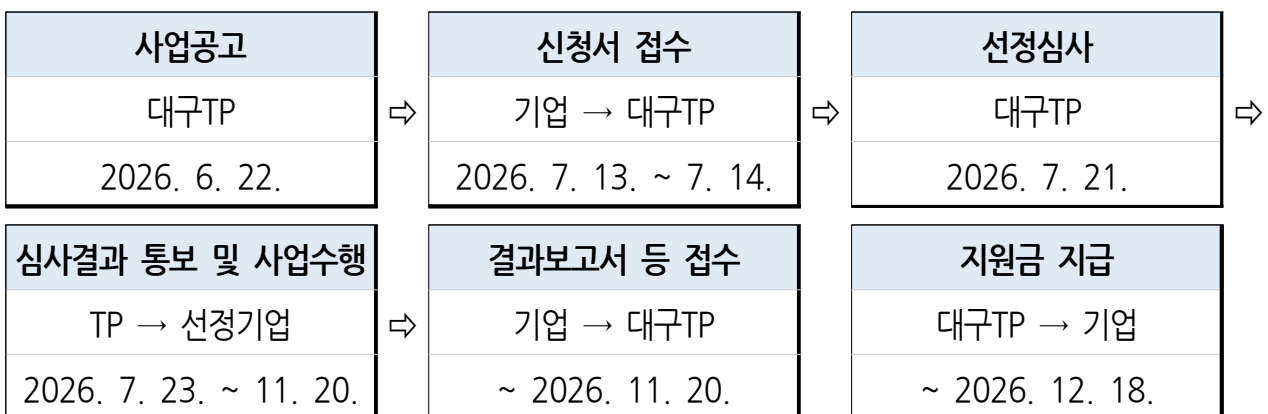 사업공고 신청서 접수 선정심사
대구TP ⇨ 기업 → 대구TP ⇨ 대구TP ⇨
2026. 6. 22. 2026. 7. 13. ~ 7. 14. 2026. 7. 21.
심사결과 통보 및 사업수행 결과보고서 등 접수 지원금 지급
TP → 선정기업 ⇨ 기업 → 대구TP 대구TP → 기업
2026. 7. 23. ~ 11. 20. ~ 2026. 11. 20. ~ 2026. 12. 18.